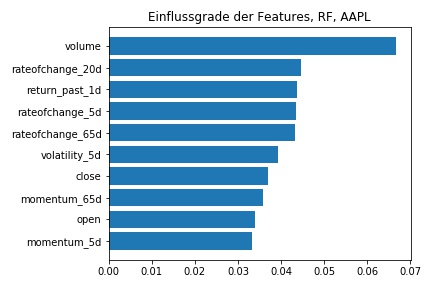 Einflussgrade der Features, RF, AAPL
volume
rateofchange_20d
return_past_1d
rateofchange_5d
rateofchange_65d
volatility_5d
close
momentum_65d
open
momentum_5d
0.00 0.01 0.02 0.03 0.04 0.05 0.06 0.07